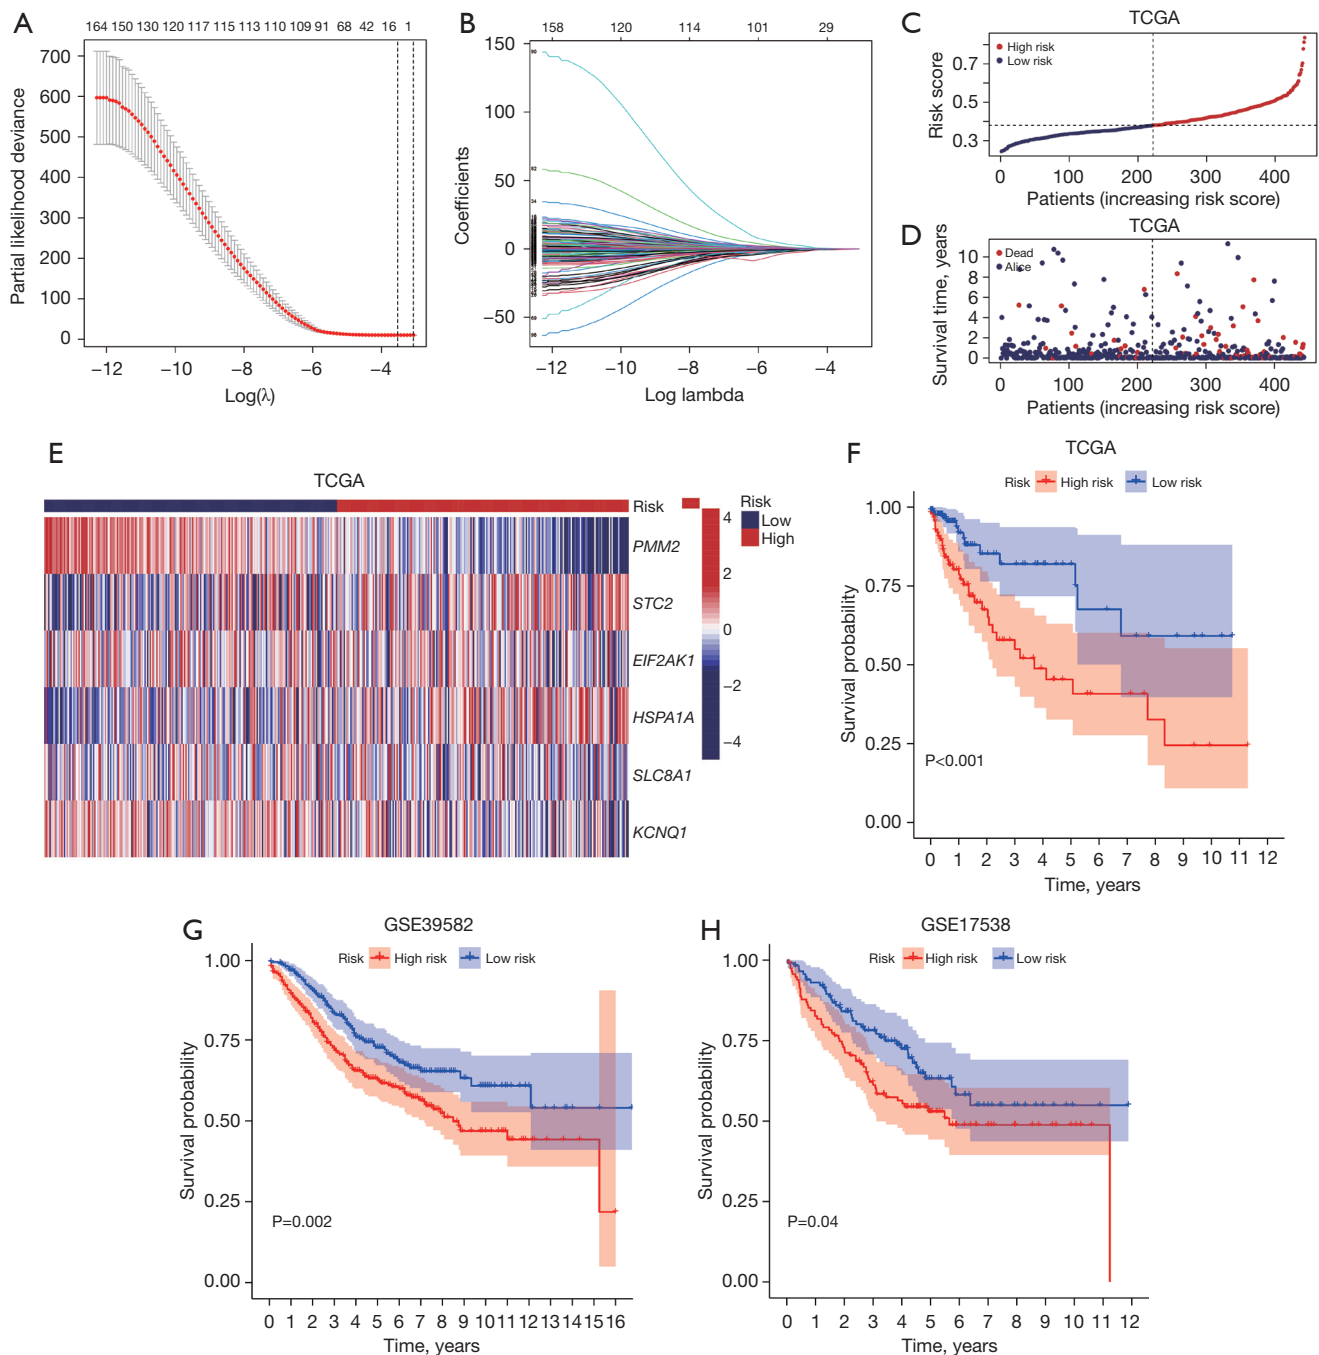 A
164 150 130 120 117 115 113 110 109 91 68 42 16 1
700
600
500
400
300
200
100
0
Partial likelihood deviance
−12 −10 −8 −6 −4
Log(λ)
B
158 120 114 101 29
150
100
50
0
−50
Coefficients
−12 −10 −8 −6 −4
Log lambda
C
TCGA
High risk
Low risk
0.7
0.5
0.3
Risk score
0 100 200 300 400
Patients (increasing risk score)
D
TCGA
Dead
Alice
10
8
6
4
2
0
Survival time, years
0 100 200 300 400
Patients (increasing risk score)
E
TCGA
Risk
PMM2
STC2
EIF2AK1
HSPA1A
SLC8A1
KCNQ1
4
2
0
−2
−4
Risk
Low
High
F
TCGA
Risk High risk Low risk
1.00
0.75
0.50
0.25
0.00
Survival probability
P<0.001
0 1 2 3 4 5 6 7 8 9 10 11 12
Time, years
G
GSE39582
Risk High risk Low risk
1.00
0.75
0.50
0.25
0.00
Survival probability
P=0.002
0 1 2 3 4 5 6 7 8 9 10 11 12 13 14 15 16
Time, years
H
GSE17538
Risk High risk Low risk
1.00
0.75
0.50
0.25
0.00
Survival probability
P=0.04
0 1 2 3 4 5 6 7 8 9 10 11 12
Time, years